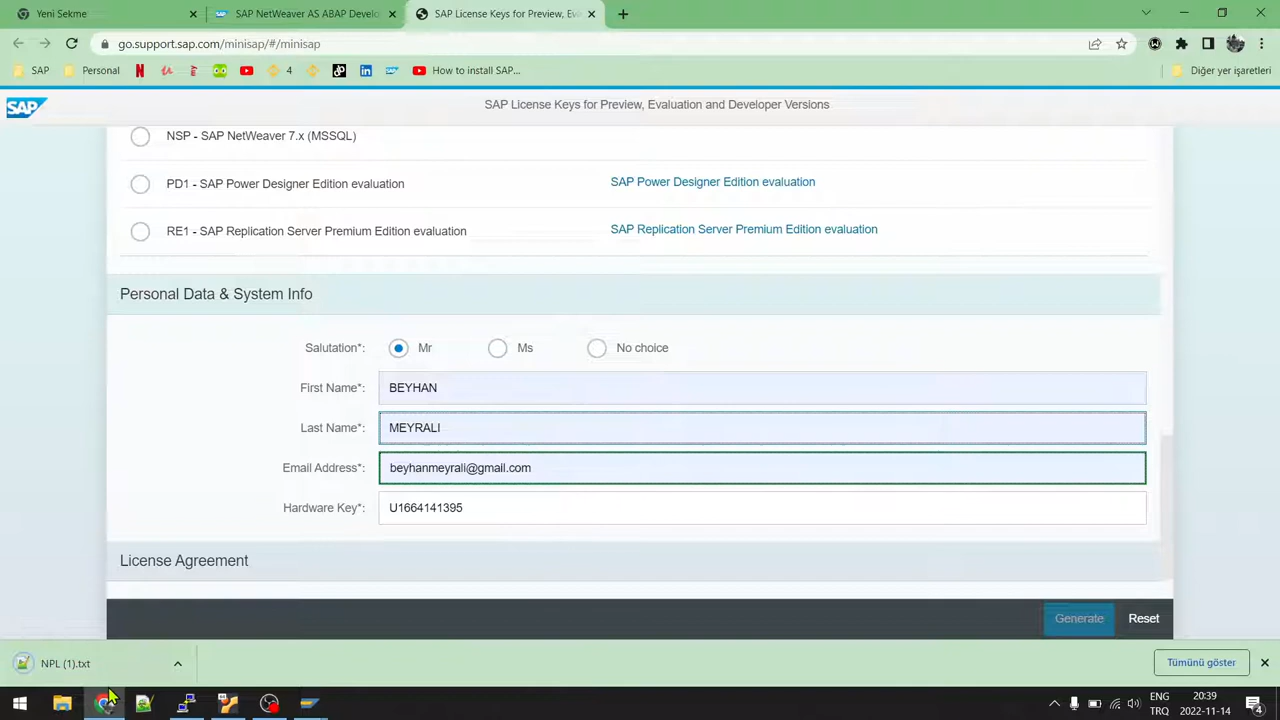 Yeni Sekme
SAP NetWeaver AS ABAP Develo
SAP License Keys for Preview, Ev
go.support.sap.com/minisap/#/minisap
SAP
Personal
4
How to install SAP...
Diğer yer işaretleri
SAP
SAP License Keys for Preview, Evaluation and Developer Versions
NSP - SAP NetWeaver 7.x (MSSQL)
PD1 - SAP Power Designer Edition evaluation
SAP Power Designer Edition evaluation
RE1 - SAP Replication Server Premium Edition evaluation
SAP Replication Server Premium Edition evaluation
Personal Data & System Info
Salutation*:
Mr
Ms
No choice
First Name*:
BEYHAN
Last Name*:
MEYRALI
Email Address*:
beyhanmeyrali@gmail.com
Hardware Key*:
U1664141395
License Agreement
Generate
Reset
NPL (1).txt
Tümünü göster
ENG
TRQ
20:39
2022-11-14
4